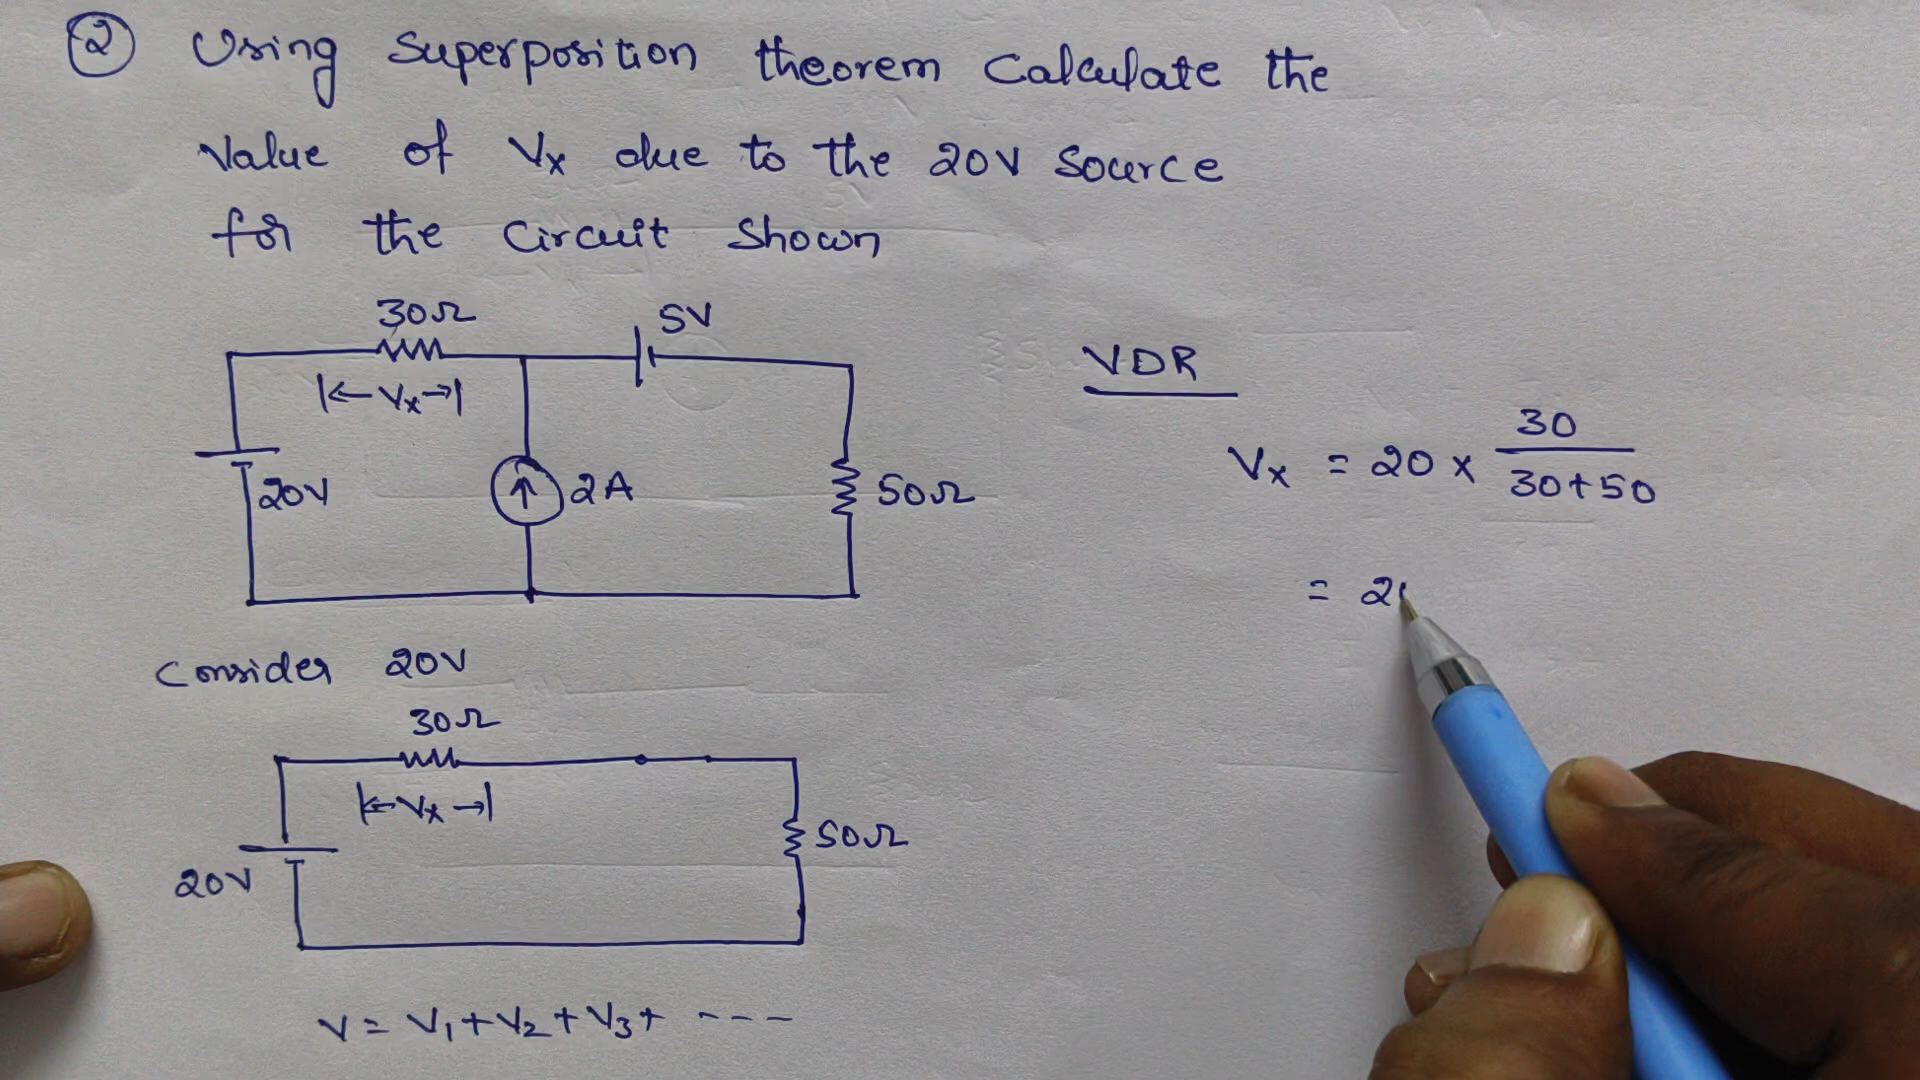 ② Using superposition theorem calculate the
value of Vx due to the 20V source
for the circuit shown
30Ω
5V
|←Vx→|
20V
2A
50Ω
Consider 20V
30Ω
|←Vx→|
20V
50Ω
V = V1 + V2 + V3 + ----
VDR
Vx = 20 × 30 / 30+50
= 2